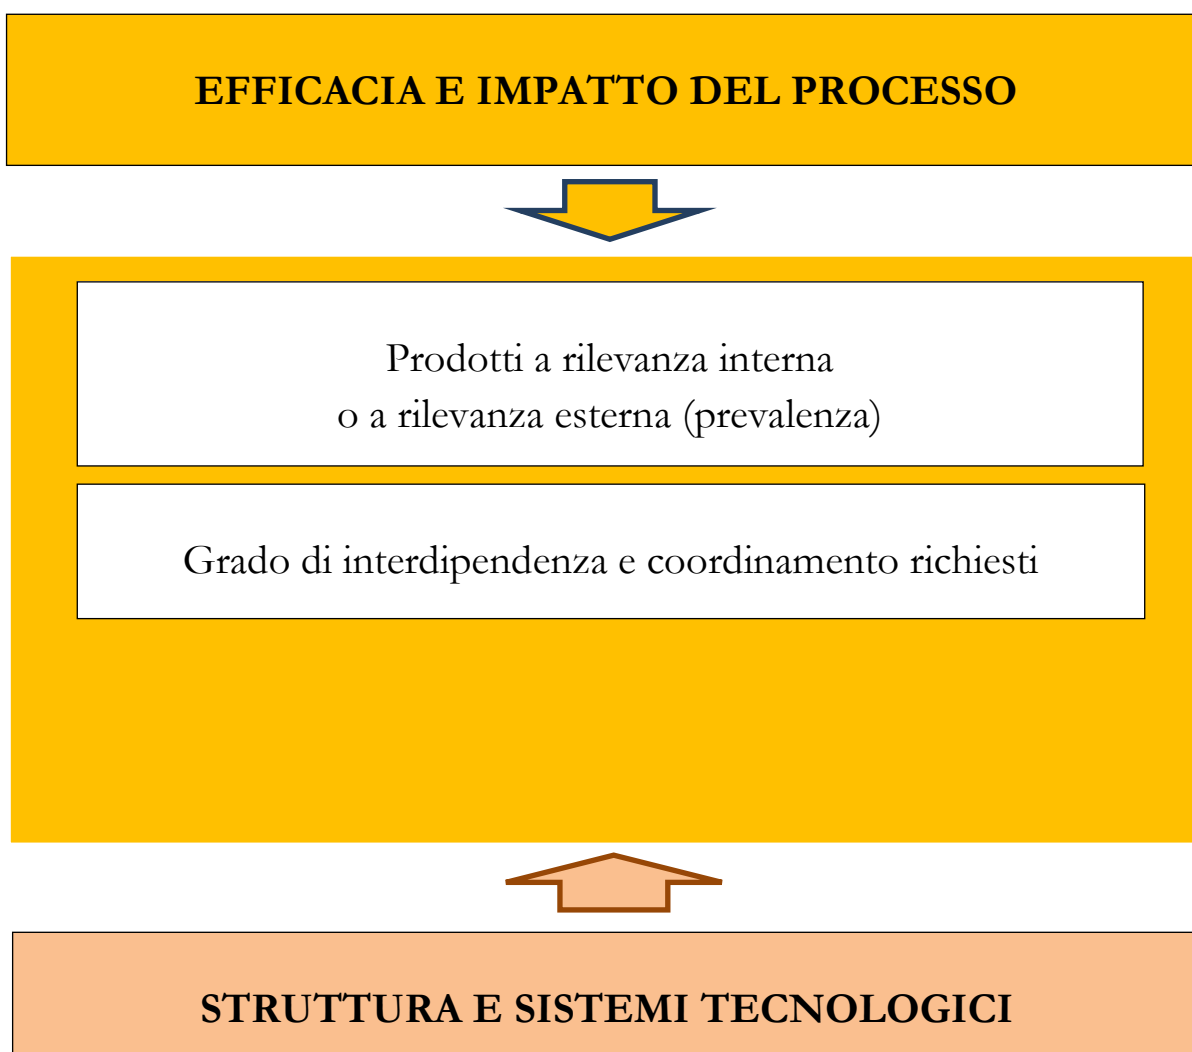 EFFICACIA E IMPATTO DEL PROCESSO
Prodotti a rilevanza interna
o a rilevanza esterna (prevalenza)
Grado di interdipendenza e coordinamento richiesti
STRUTTURA E SISTEMI TECNOLOGICI